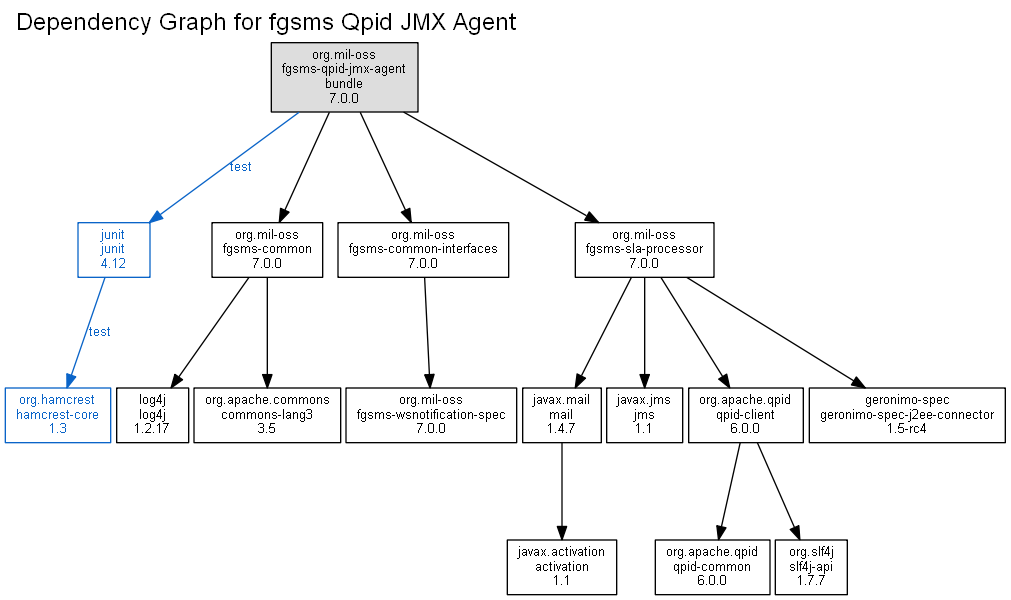 Dependency Graph for fgsms Qpid JMX Agent
org.mil-oss
fgsms-qpid-jmx-agent
bundle
7.0.0
test
junit
junit
4.12
org.mil-oss
fgsms-common
7.0.0
org.mil-oss
fgsms-common-interfaces
7.0.0
org.mil-oss
fgsms-sla-processor
7.0.0
test
org.hamcrest
hamcrest-core
1.3
log4j
log4j
1.2.17
org.apache.commons
commons-lang3
3.5
org.mil-oss
fgsms-wsnotification-spec
7.0.0
javax.mail
mail
1.4.7
javax.jms
jms
1.1
org.apache.qpid
qpid-client
6.0.0
geronimo-spec
geronimo-spec-j2ee-connector
1.5-rc4
javax.activation
activation
1.1
org.apache.qpid
qpid-common
6.0.0
org.slf4j
slf4j-api
1.7.7